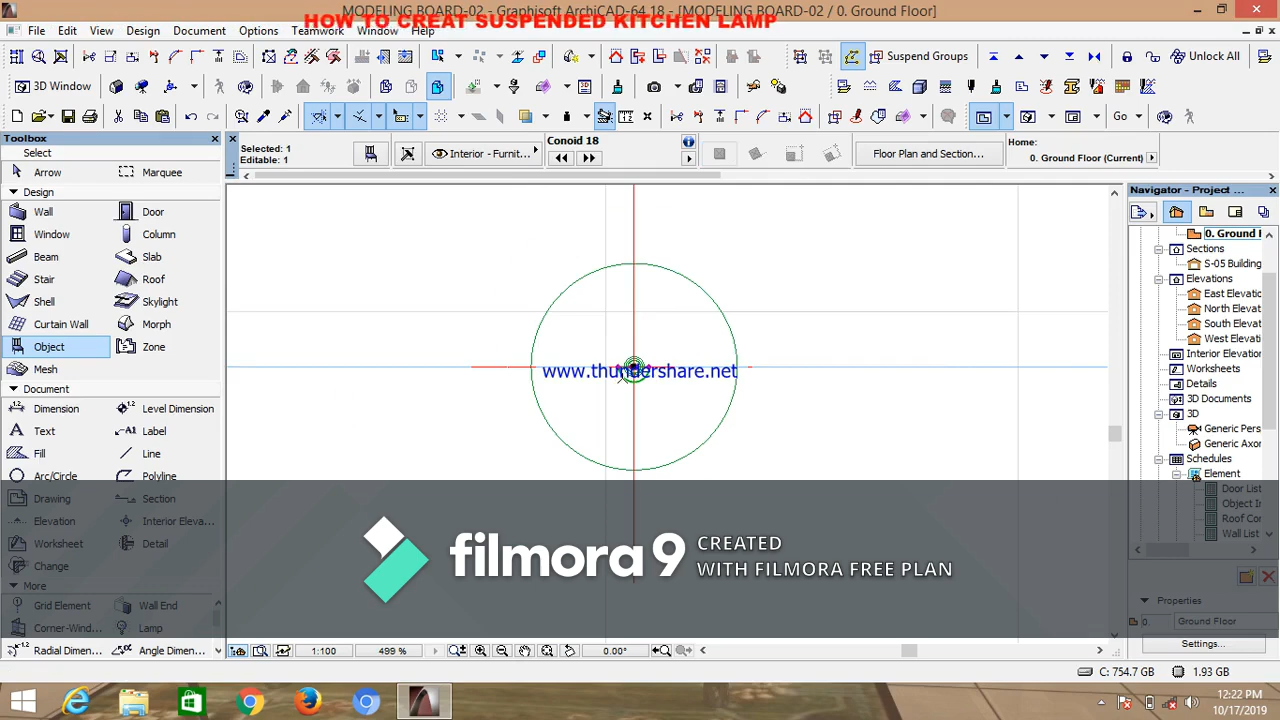 MODELING BOART-02 - Graphisoft ArchiCAD-64 18 - [MODELING BOART-02 / 0. Ground Floor]
HOW TO CREAT SUSPENDED KITCHEN LAMP
File Edit View Design Document Options Teamwork Window Help
Suspend Groups
Unlock All
3D Window
Go
Toolbox
Select
Arrow Marquee
Design
Wall Door
Window Column
Beam Slab
Stair Roof
Shell Skylight
Curtain Wall Morph
Object Zone
Mesh
Document
Dimension Level Dimension
Text Label
Fill Line
Arc/Circle Polyline
Drawing Section
Elevation Interior Eleva...
Worksheet Detail
Change
More
Grid Element Wall End
Corner-Wind... Lamp
Radial Dimen... Angle Dimen...
Selected: 1
Editable: 1
Interior - Furnit...
Conoid 18
Floor Plan and Section...
Home:
0. Ground Floor (Current)
www.thundershare.net
filmora 9 CREATED
WITH FILMORA FREE PLAN
Navigator - Project ...
0. Ground F
Sections
S-05 Building
Elevations
East Elevatio
North Elevat
South Elevat
West Elevati
Interior Elevatio
Worksheets
Details
3D Documents
3D
Generic Pers
Generic Axon
Schedules
Element
Door List
Object In
Roof Cor
Wall List
Properties
0. Ground Floor
Settings...
1:100
499 %
0.00°
C: 754.7 GB
1.93 GB
12:22 PM
10/17/2019